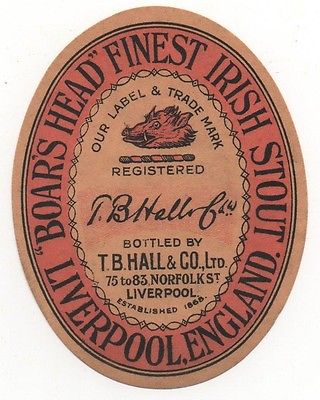 "BOAR'S HEAD" FINEST IRISH STOUT.
LIVERPOOL, ENGLAND.
OUR LABEL & TRADE MARK
REGISTERED
T.B. Hall & Co Ld
BOTTLED BY
T.B.HALL & CO., LTD.
75 to 83, NORFOLK ST
LIVERPOOL.
ESTABLISHED 1868.